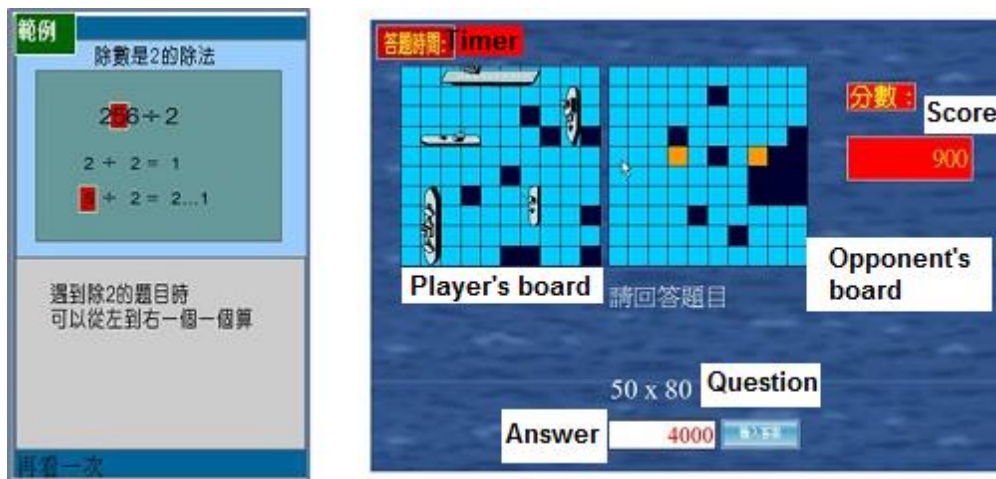 範例
除數是2的除法
256÷2
2 ÷ 2 = 1
÷ 2 = 2...1
遇到除2的題目時
可以從左到右一個一個算
再看一次
答題時間:Timer
分數:
Score
900
Player's board
Opponent's
board
請回答題目
50 x 80
Question
Answer
4000